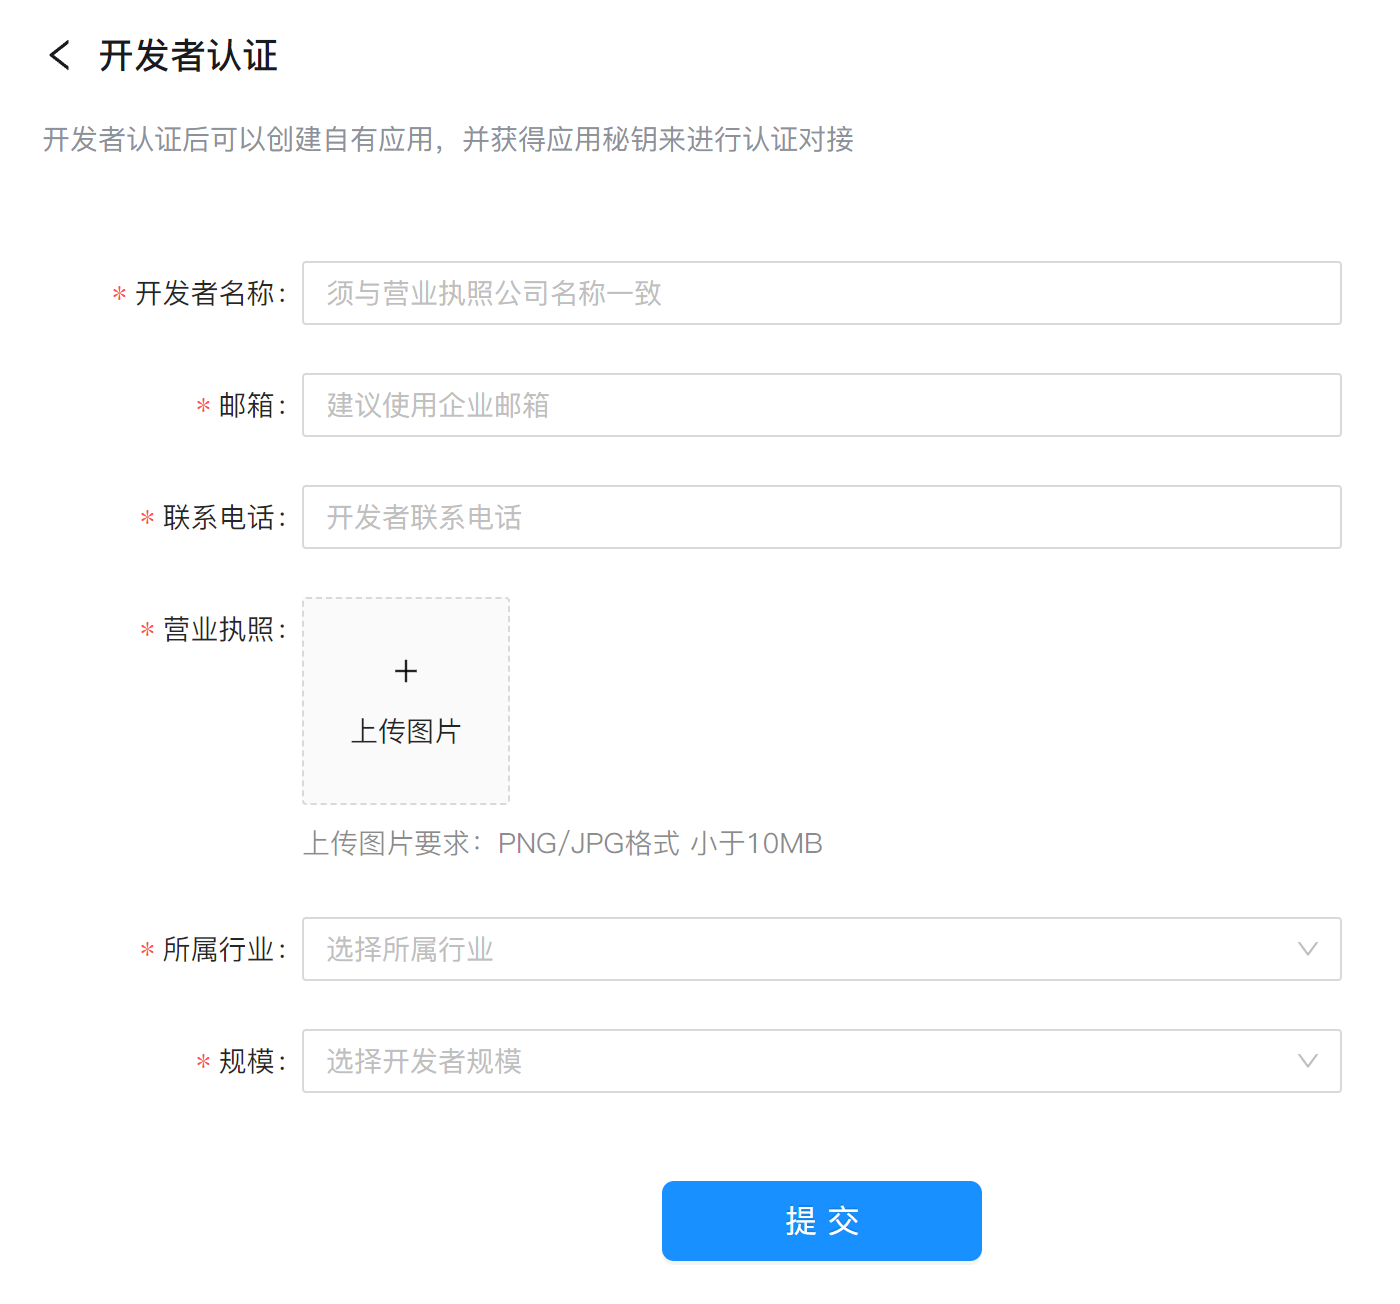 开发者认证
开发者认证后可以创建自有应用，并获得应用秘钥来进行认证对接
* 开发者名称： 须与营业执照公司名称一致
* 邮箱： 建议使用企业邮箱
* 联系电话： 开发者联系电话
* 营业执照：
上传图片
上传图片要求：PNG/JPG格式 小于10MB
* 所属行业： 选择所属行业
* 规模： 选择开发者规模
提 交